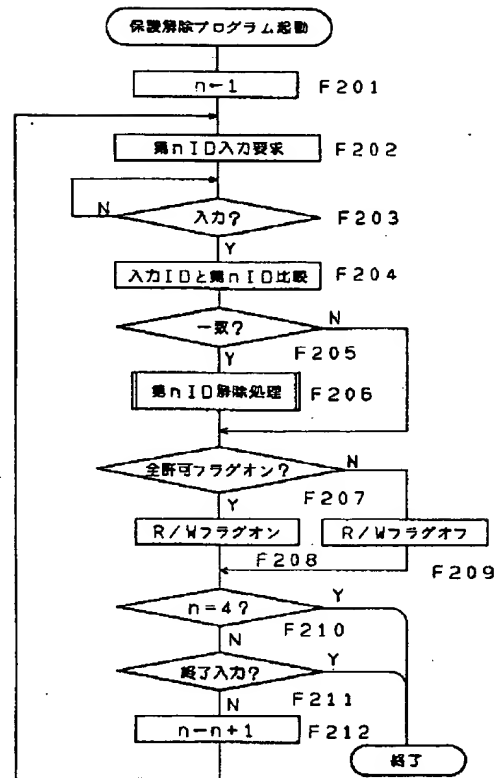 保護解除プログラム起動
n←1 F201
第nID入力要求 F202
N
入力? F203
Y
入力IDと第nID比較 F204
N
一致? F205
Y
第nID解除処理 F206
全許可フラグオン? N
F207
Y
R/Wフラグオン R/Wフラグオフ
F208 F209
n=4? Y
F210
N
終了入力? Y
F211
N
n←n+1 F212
終了